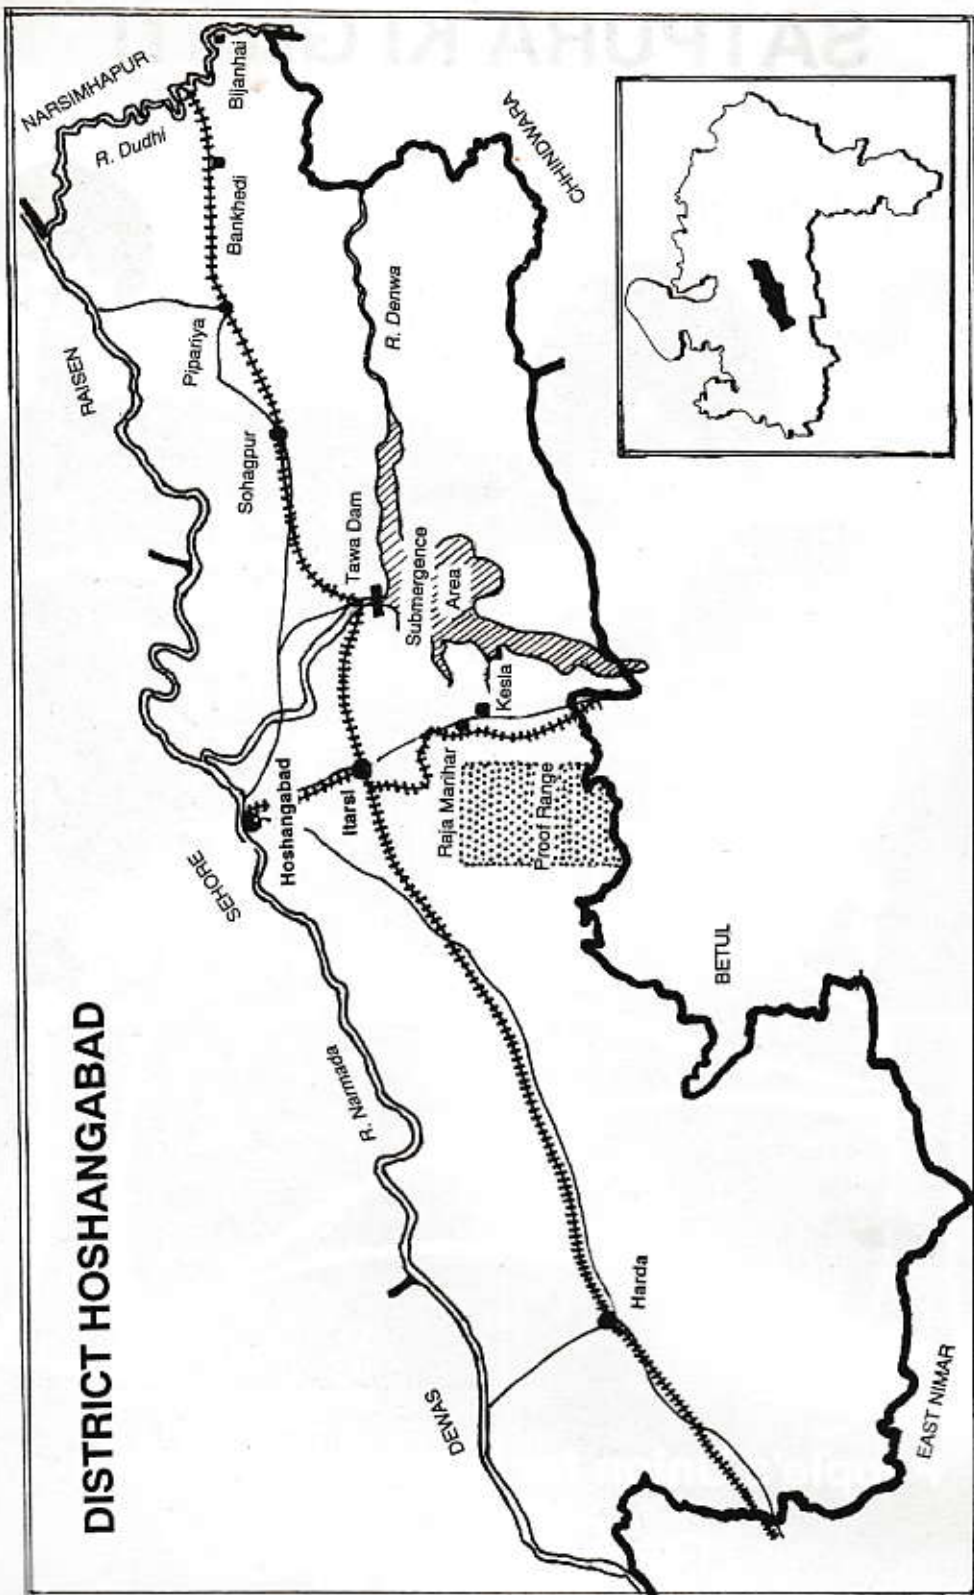 DISTRICT HOSHANGABAD
NARSIMHAPUR
R. Dudhi
Bijanhai
Bankhedi
Pipariya
RAISEN
Sohagpur
Tawa Dam
R. Denwa
CHHINDWARA
Submergence
Area
Kesla
Raja Marihar
Proof Range
Itarsi
Hoshangabad
SEHORE
R. Narmada
BETUL
Harda
DEWAS
EAST NIMAR